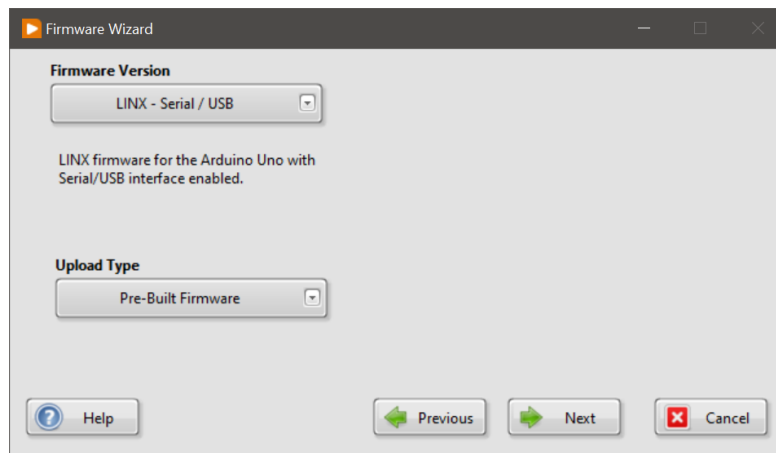 Firmware Wizard
Firmware Version
LINX - Serial / USB
LINX firmware for the Arduino Uno with
Serial/USB interface enabled.
Upload Type
Pre-Built Firmware
Help
Previous
Next
Cancel